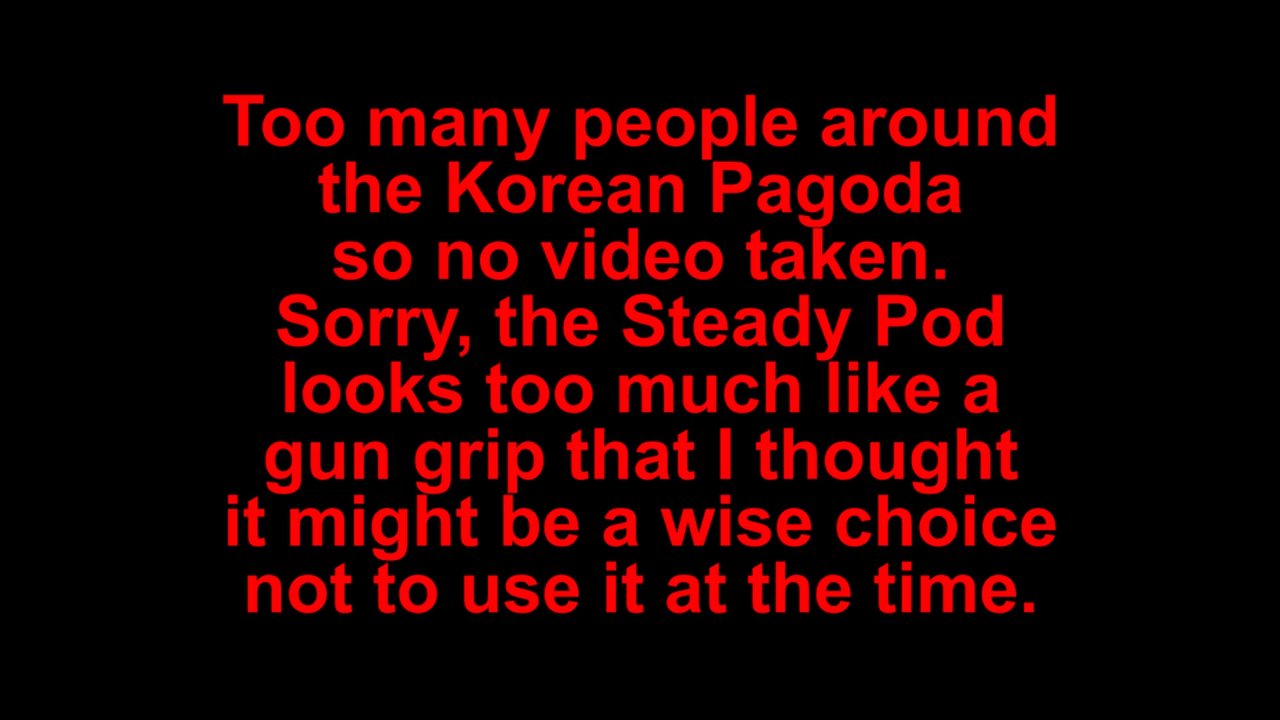 Too many people around
the Korean Pagoda
so no video taken.
Sorry, the Steady Pod
looks too much like a
gun grip that I thought
it might be a wise choice
not to use it at the time.